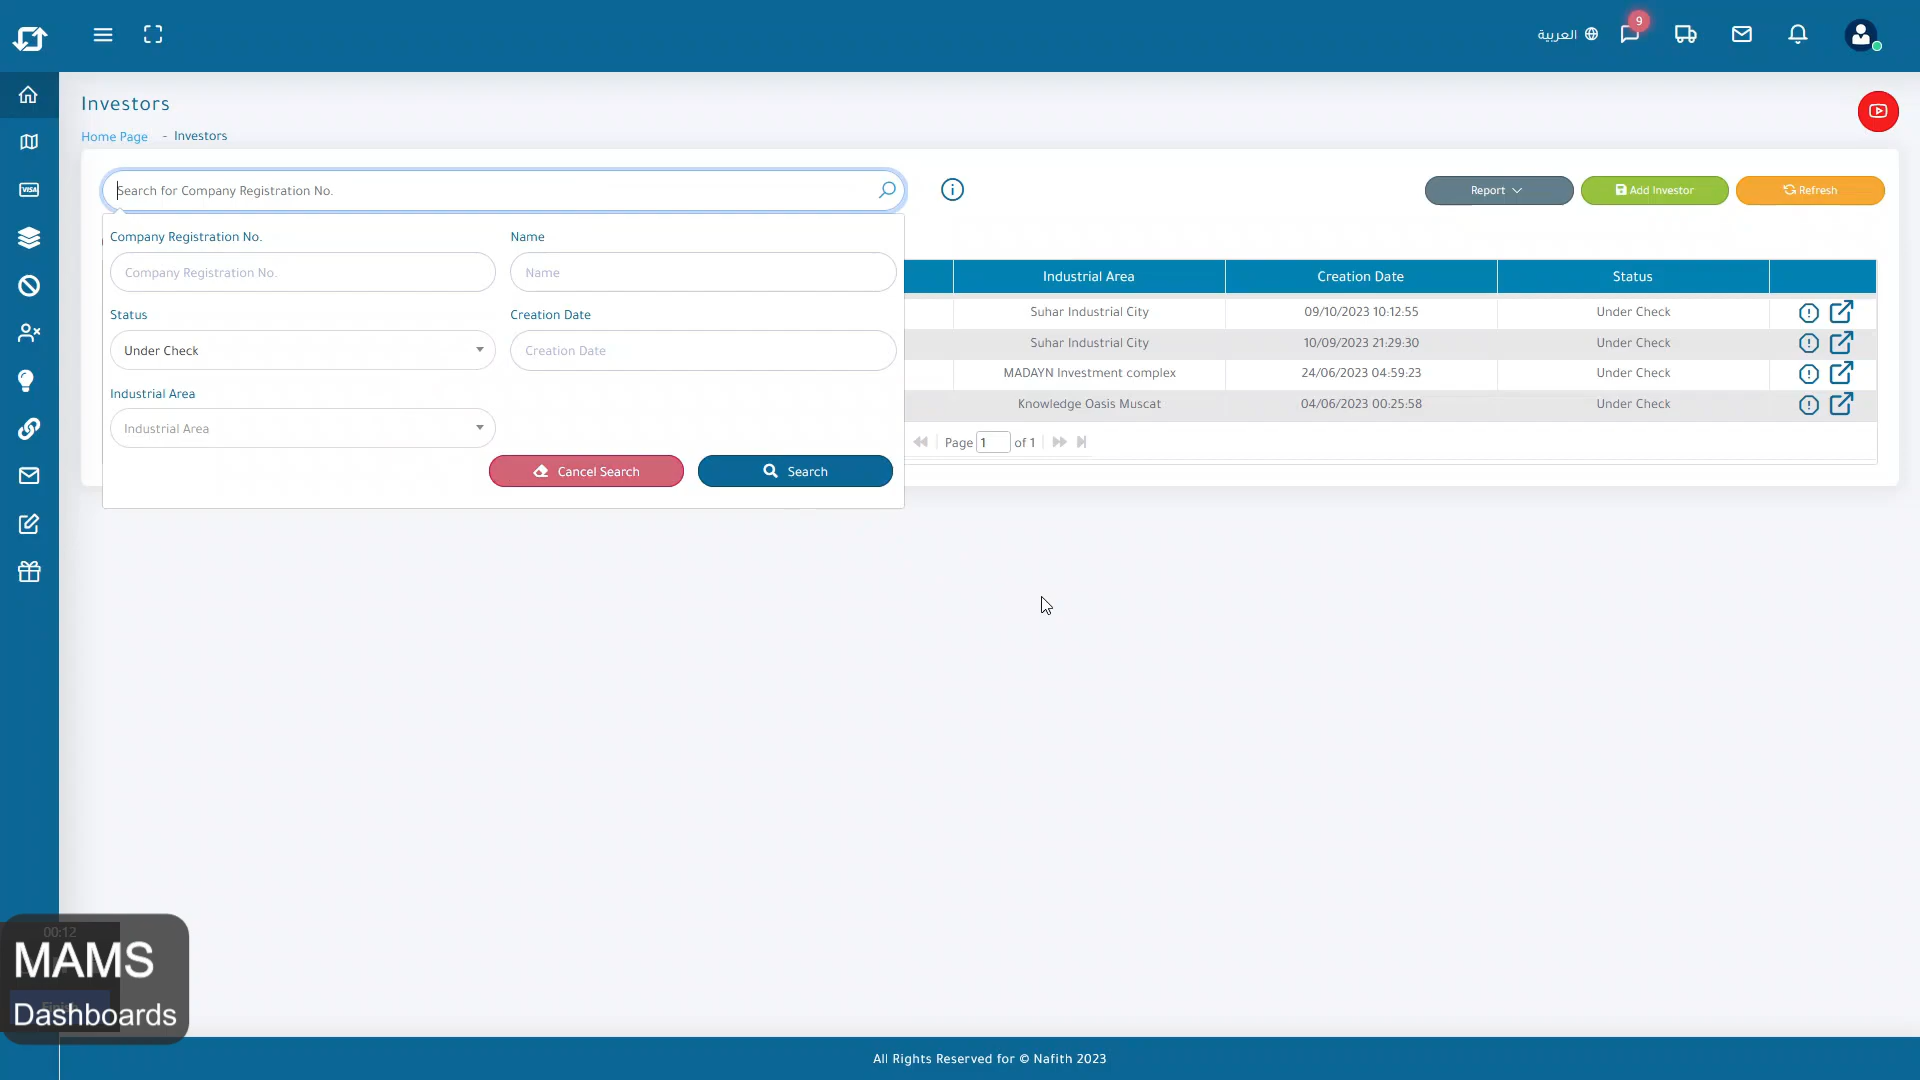 العربية
9
Investors
Home Page - Investors
Search for Company Registration No.
Report
Add Investor
Refresh
Company Registration No.
Name
Company Registration No.
Name
Status
Creation Date
Under Check
Creation Date
Industrial Area
Industrial Area
Cancel Search
Search
Industrial Area Creation Date Status
Suhar Industrial City 09/10/2023 10:12:55 Under Check
Suhar Industrial City 10/09/2023 21:29:30 Under Check
MADAYN Investment complex 24/06/2023 04:59:23 Under Check
Knowledge Oasis Muscat 04/06/2023 00:25:58 Under Check
Page 1 of 1
VISA
00:12
MAMS
Dashboards
All Rights Reserved for © Nafith 2023